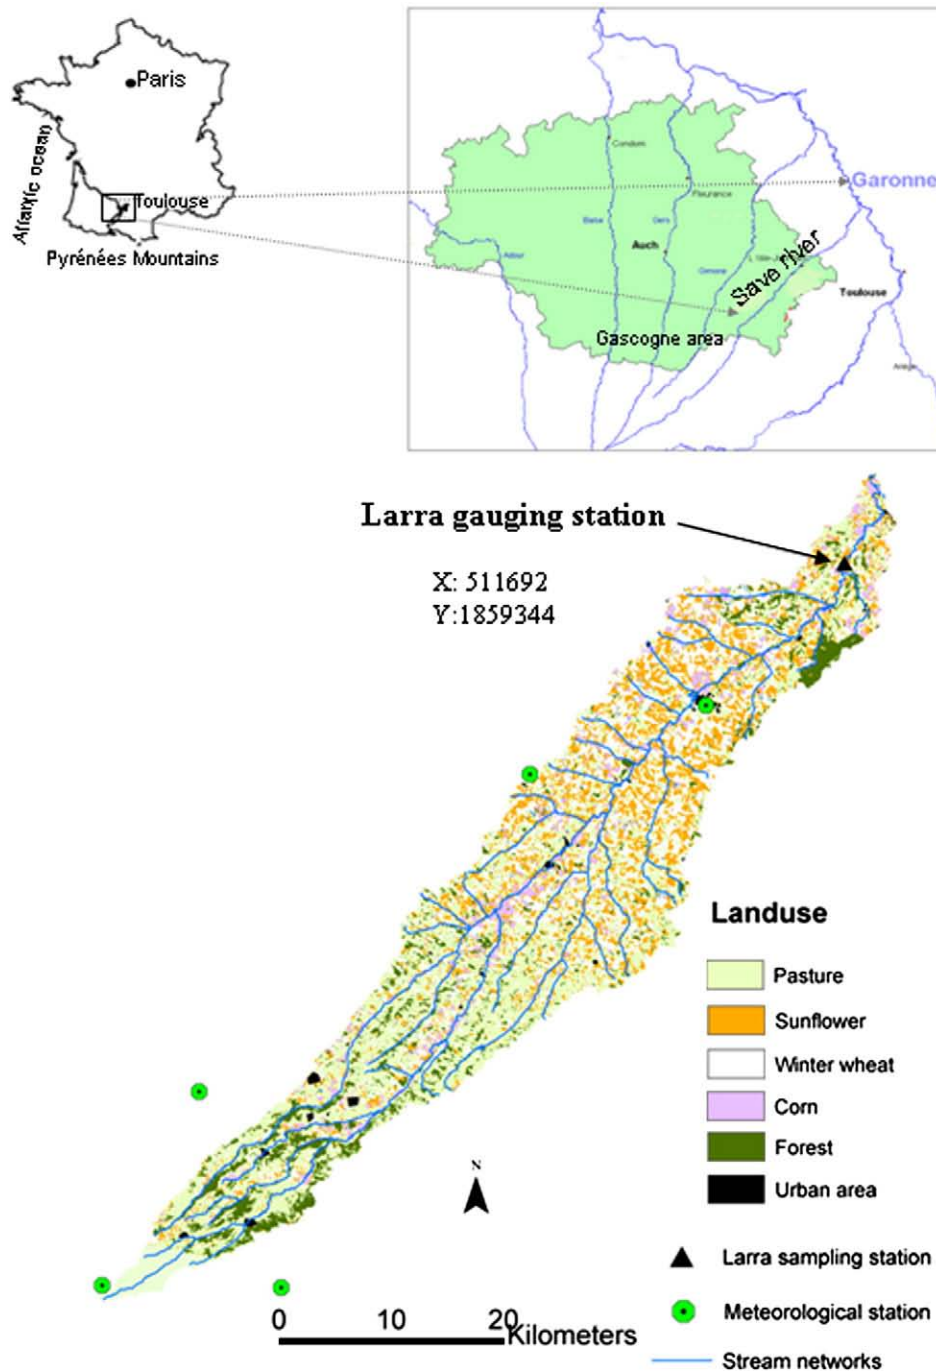 Paris
Atlantic ocean
Toulouse
Pyrénées Mountains
Condom
Fleurance
Garonne
Baise
Gers
Auch
Gimone
Adour
Save river
Toulouse
Gascogne area
Ariège
Larra gauging station
X: 511692
Y:1859344
Landuse
Pasture
Sunflower
Winter wheat
Corn
Forest
Urban area
N
Larra sampling station
Meteorological station
0 10 20
Kilometers
Stream networks